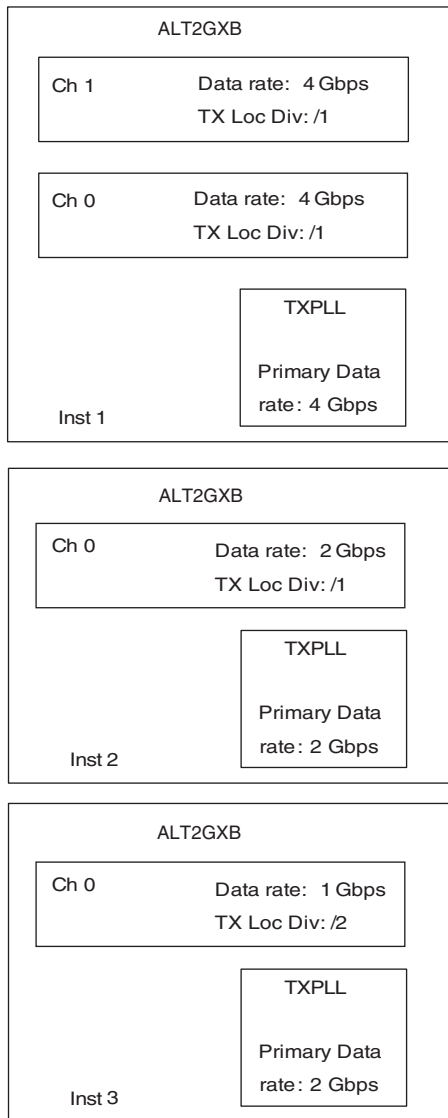 ALT2GXB
Ch 1
Data rate: 4 Gbps
TX Loc Div: /1
Ch 0
Data rate: 4 Gbps
TX Loc Div: /1
TXPLL
Primary Data
rate: 4 Gbps
Inst 1
ALT2GXB
Ch 0
Data rate: 2 Gbps
TX Loc Div: /1
TXPLL
Primary Data
rate: 2 Gbps
Inst 2
ALT2GXB
Ch 0
Data rate: 1 Gbps
TX Loc Div: /2
TXPLL
Primary Data
rate: 2 Gbps
Inst 3